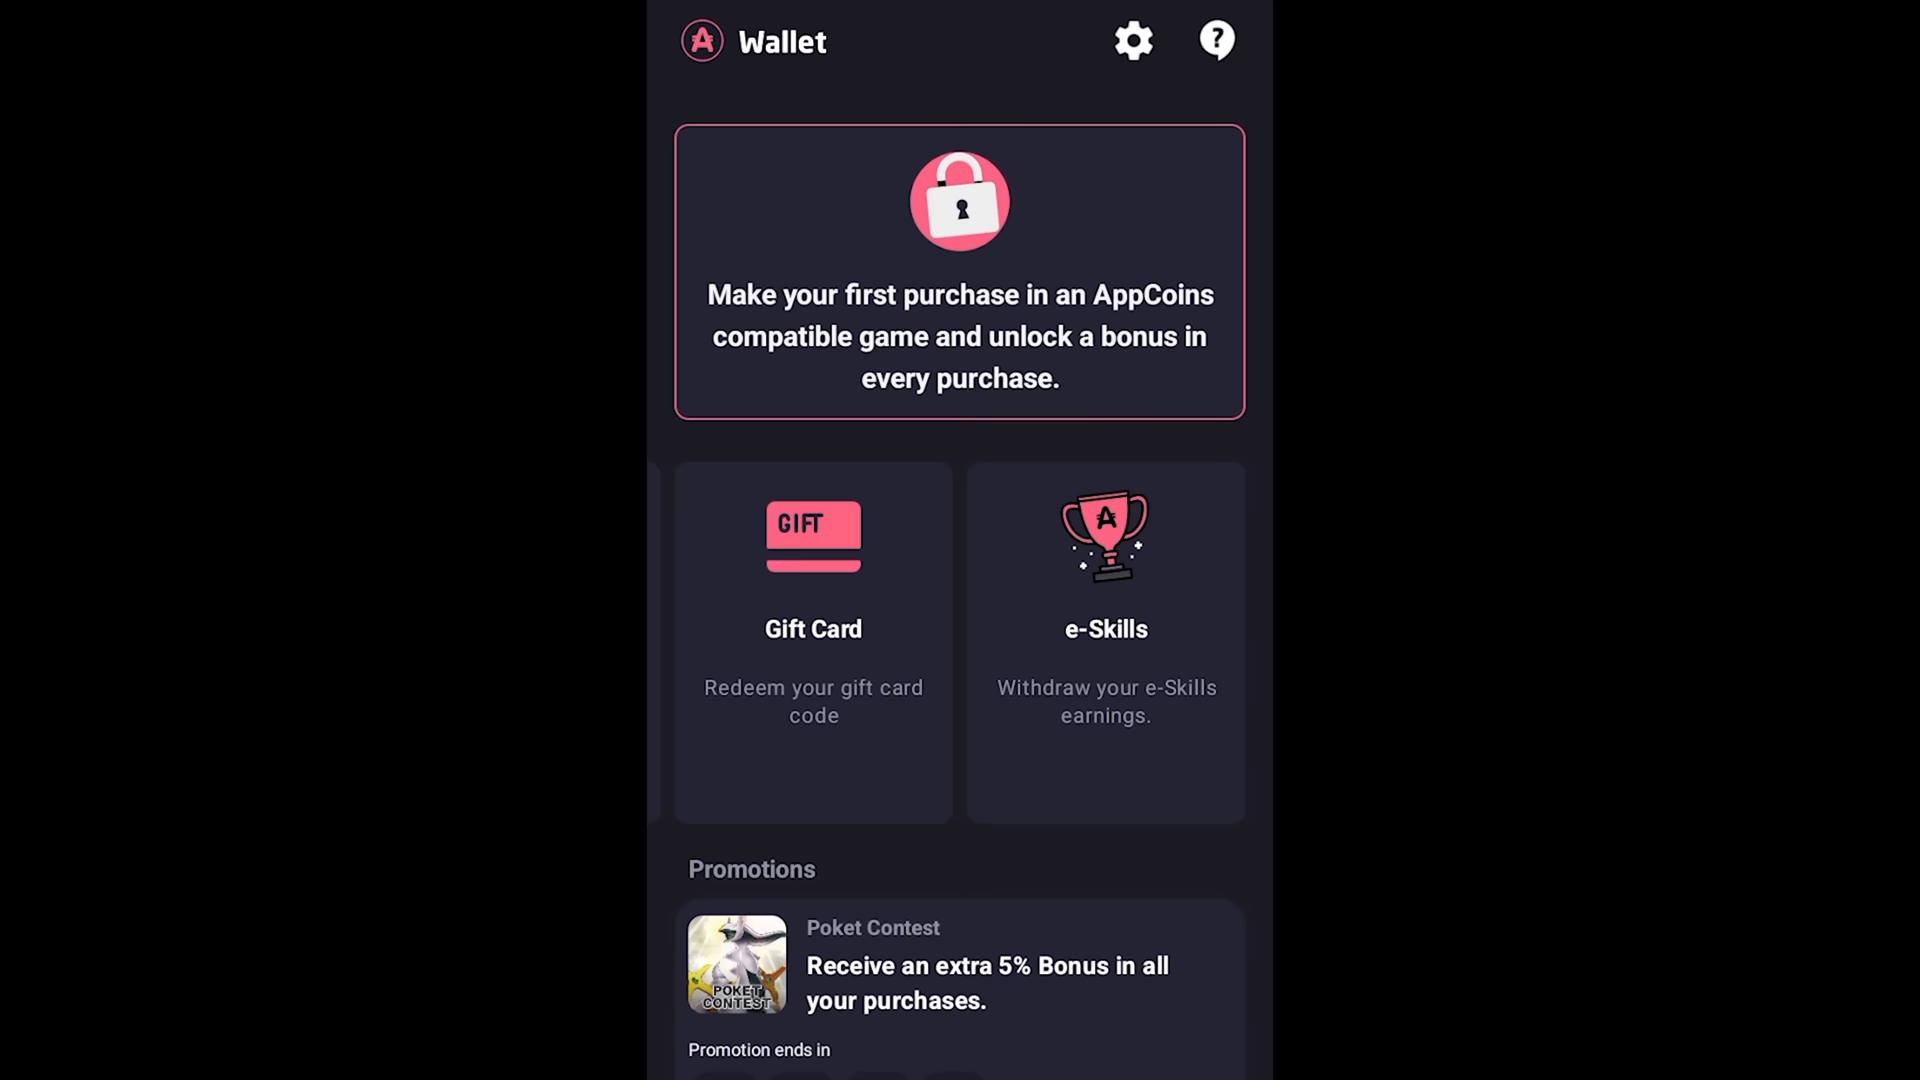 Wallet
Make your first purchase in an AppCoins
compatible game and unlock a bonus in
every purchase.
GIFT
Gift Card
Redeem your gift card
code
e-Skills
Withdraw your e-Skills
earnings.
Promotions
POKET
CONTEST
Poket Contest
Receive an extra 5% Bonus in all
your purchases.
Promotion ends in